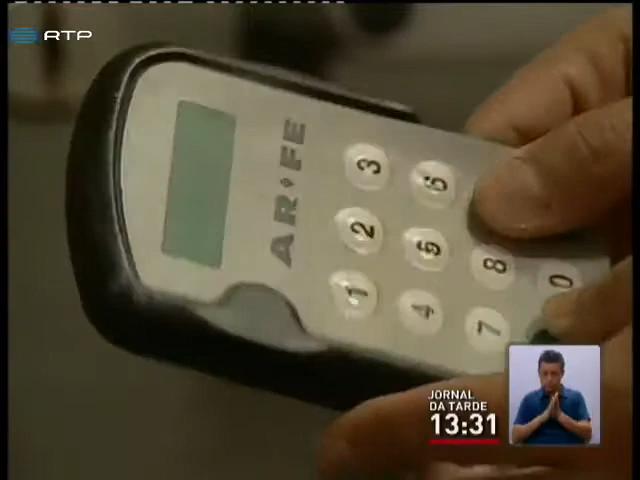 RTP
AR•FE
1 2 3
4 5 6
7 8
0
JORNAL
DA TARDE
13:31